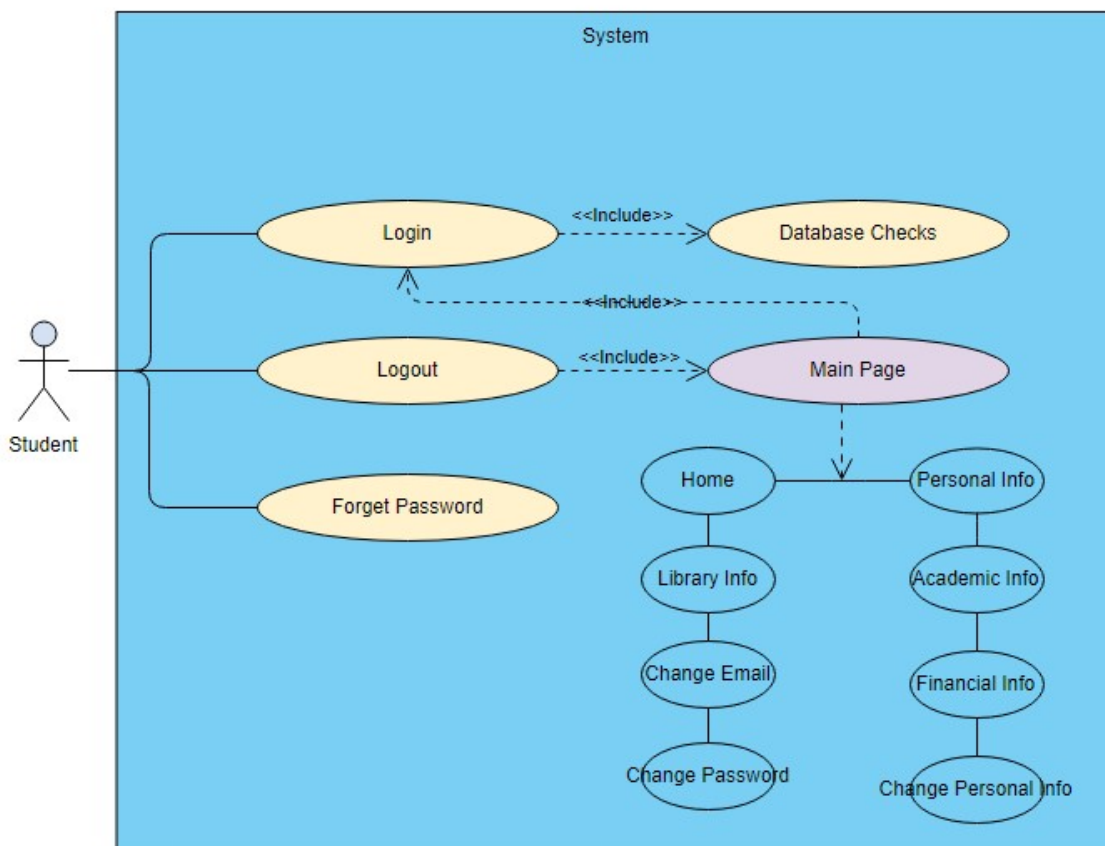 System
<<Include>>
Login
Database Checks
<<Include>>
<<Include>>
Logout
Main Page
Student
Home
Personal Info
Forget Password
Library Info
Academic Info
Change Email
Financial Info
Change Password
Change Personal Info